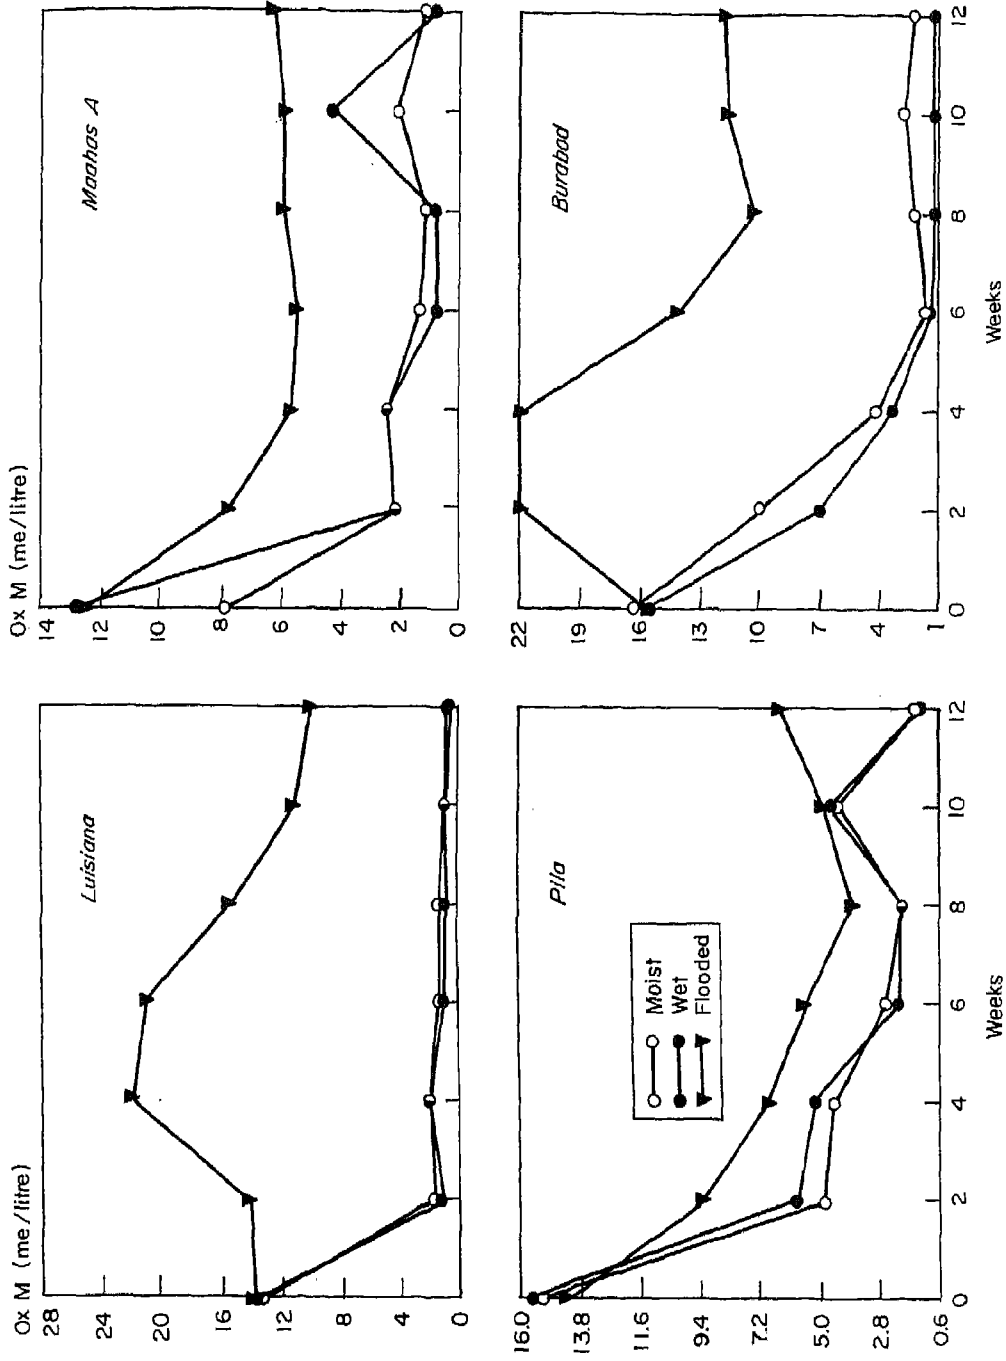 Ox M (me/litre)
28
24
20
16
12
8
4
0
Luisiana
Ox M (me/litre)
14
12
10
8
6
4
2
0
Maahas A
16.0
13.8
11.6
9.4
7.2
5.0
2.8
0.6
Pila
Moist
Wet
Flooded
0 2 4 6 8 10 12
Weeks
22
19
16
13
10
7
4
1
Burabod
0 2 4 6 8 10 12
Weeks